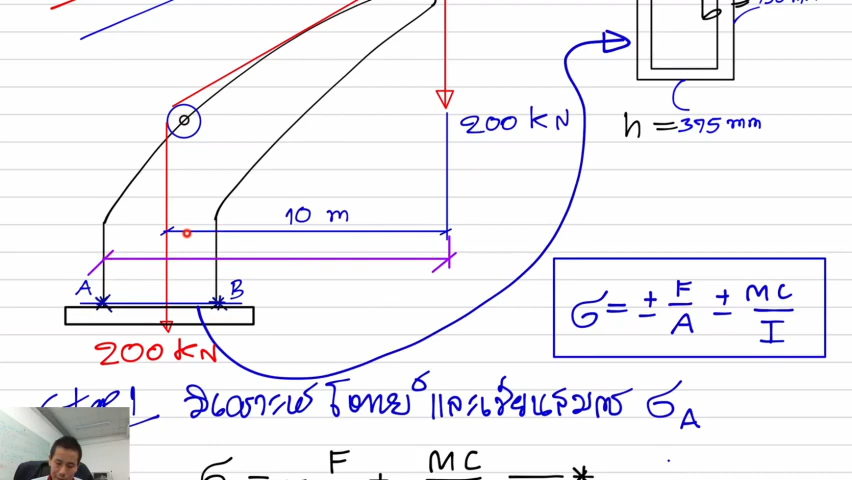 200 KN
h = 395 mm
10 m
A
B
σ = ± F/A ± MC/I
200 KN
วิเคราะห์โจทย์และเขียนสมการ σA
F
MC